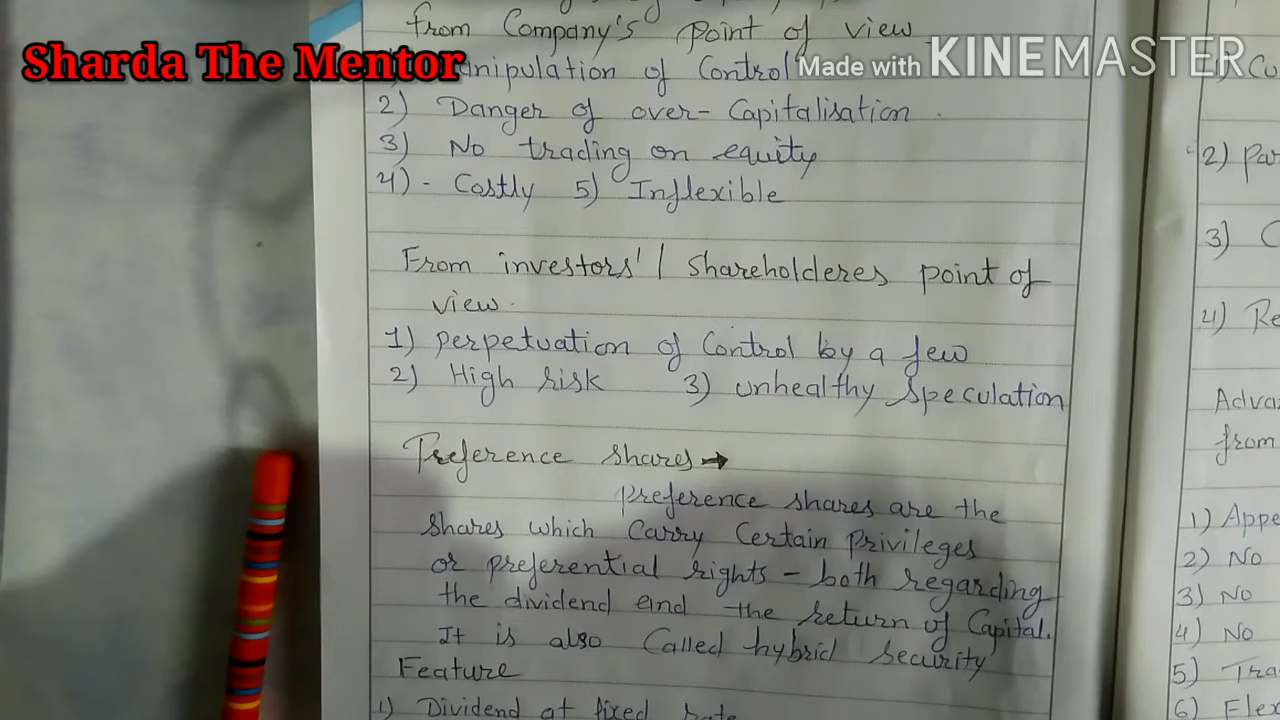 from Company's point of view
Sharda The Mentor
Made with KINEMASTER
nipulation of Control
2) Danger of over- Capitalisation .
3) No trading on equity
4) - Costly 5) Inflexible
From investors' / shareholderes point of
view.
1) perpetuation of Control by a few
2) High risk 3) unhealthy speculation
Preference shares →
preference shares are the
shares which carry certain privileges
or preferential rights - both regarding
the dividend and the return of Capital.
It is also called hybrid security
Feature
1) Dividend at fixed rate
2)
3)
4) Re
Adva
from
1) Appe
2) No
3) No
4) No
5) Tra
6) Flex